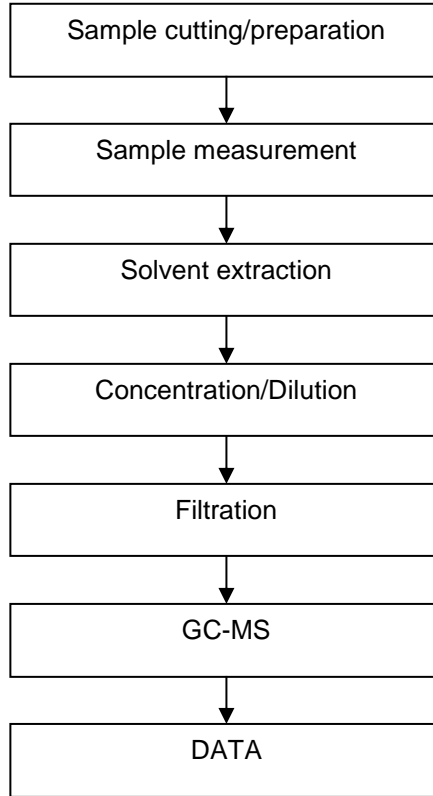 Sample cutting/preparation
Sample measurement
Solvent extraction
Concentration/Dilution
Filtration
GC-MS
DATA